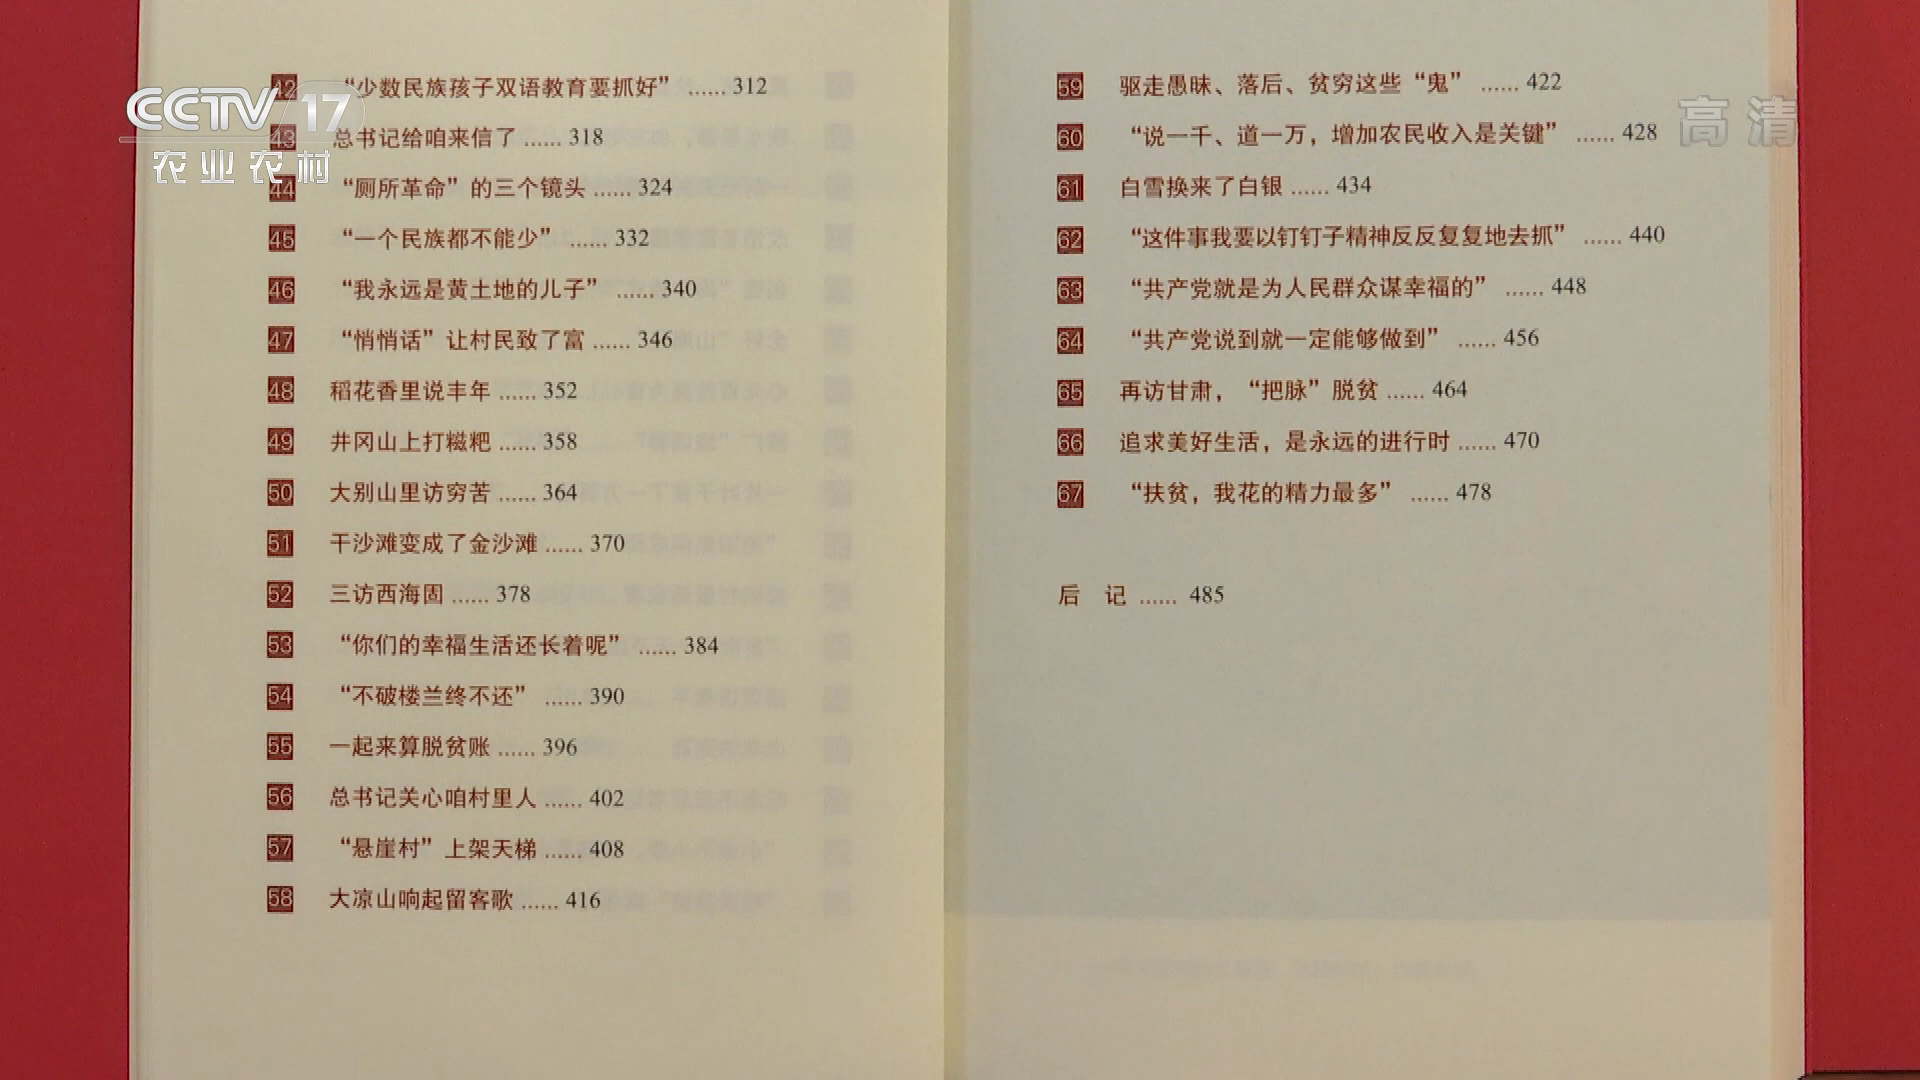 CCTV 17
农业农村
高清
42 “少数民族孩子双语教育要抓好” ...... 312
43 总书记给咱来信了 ...... 318
44 “厕所革命”的三个镜头 ...... 324
45 “一个民族都不能少” ...... 332
46 “我永远是黄土地的儿子” ...... 340
47 “悄悄话”让村民致了富 ...... 346
48 稻花香里说丰年 ...... 352
49 井冈山上打糍粑 ...... 358
50 大别山里访穷苦 ...... 364
51 干沙滩变成了金沙滩 ...... 370
52 三访西海固 ...... 378
53 “你们的幸福生活还长着呢” ...... 384
54 “不破楼兰终不还” ...... 390
55 一起来算脱贫账 ...... 396
56 总书记关心咱村里人 ...... 402
57 “悬崖村”上架天梯 ...... 408
58 大凉山响起留客歌 ...... 416
59 驱走愚昧、落后、贫穷这些“鬼” ...... 422
60 “说一千、道一万，增加农民收入是关键” ...... 428
61 白雪换来了白银 ...... 434
62 “这件事我要以钉钉子精神反反复复地去抓” ...... 440
63 “共产党就是为人民群众谋幸福的” ...... 448
64 “共产党说到就一定能够做到” ...... 456
65 再访甘肃，“把脉”脱贫 ...... 464
66 追求美好生活，是永远的进行时 ...... 470
67 “扶贫，我花的精力最多” ...... 478
后 记 ...... 485